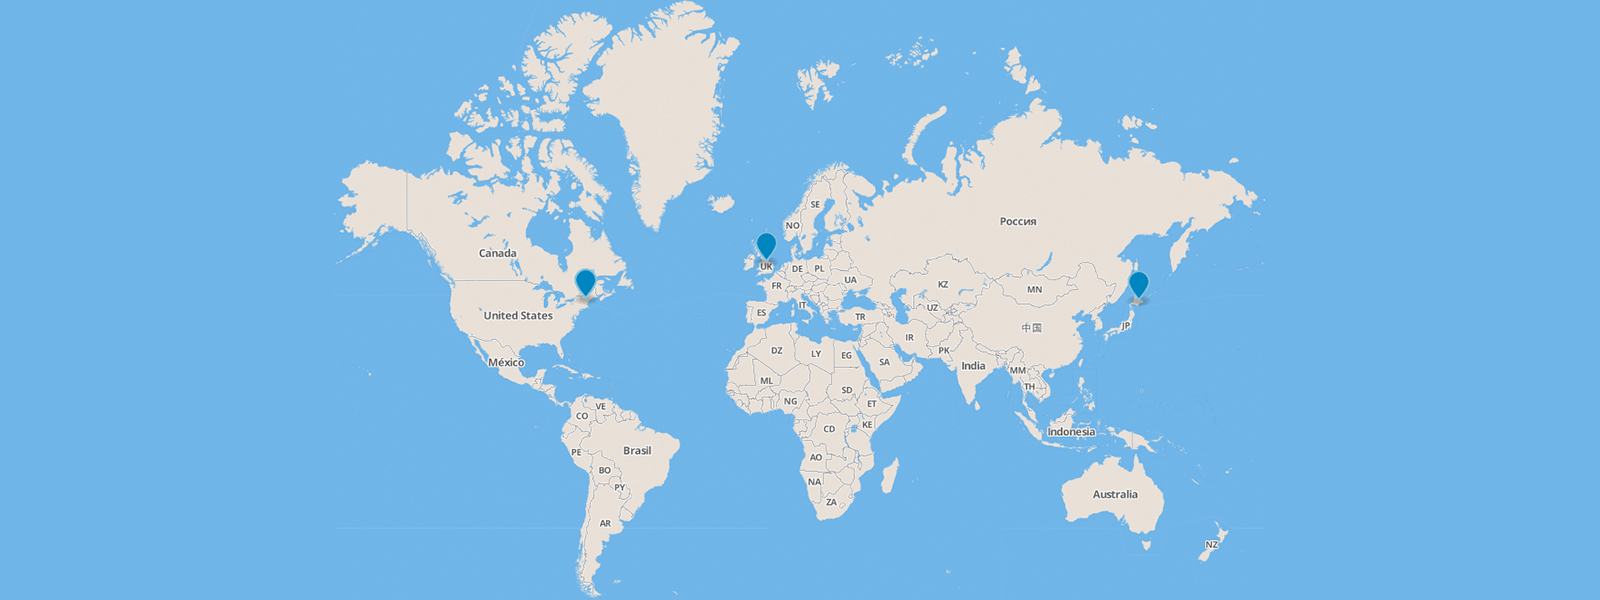 SE
NO
Россия
Canada
UK
DE
PL
UA
FR
KZ
MN
IT
ES
UZ
United States
TR
JP
中国
IR
DZ
LY
EG
PK
México
SA
India
MM
ML
TH
SD
NG
ET
VE
CO
KE
CD
Indonesia
Brasil
PE
AO
BO
NA
PY
Australia
ZA
AR
NZ